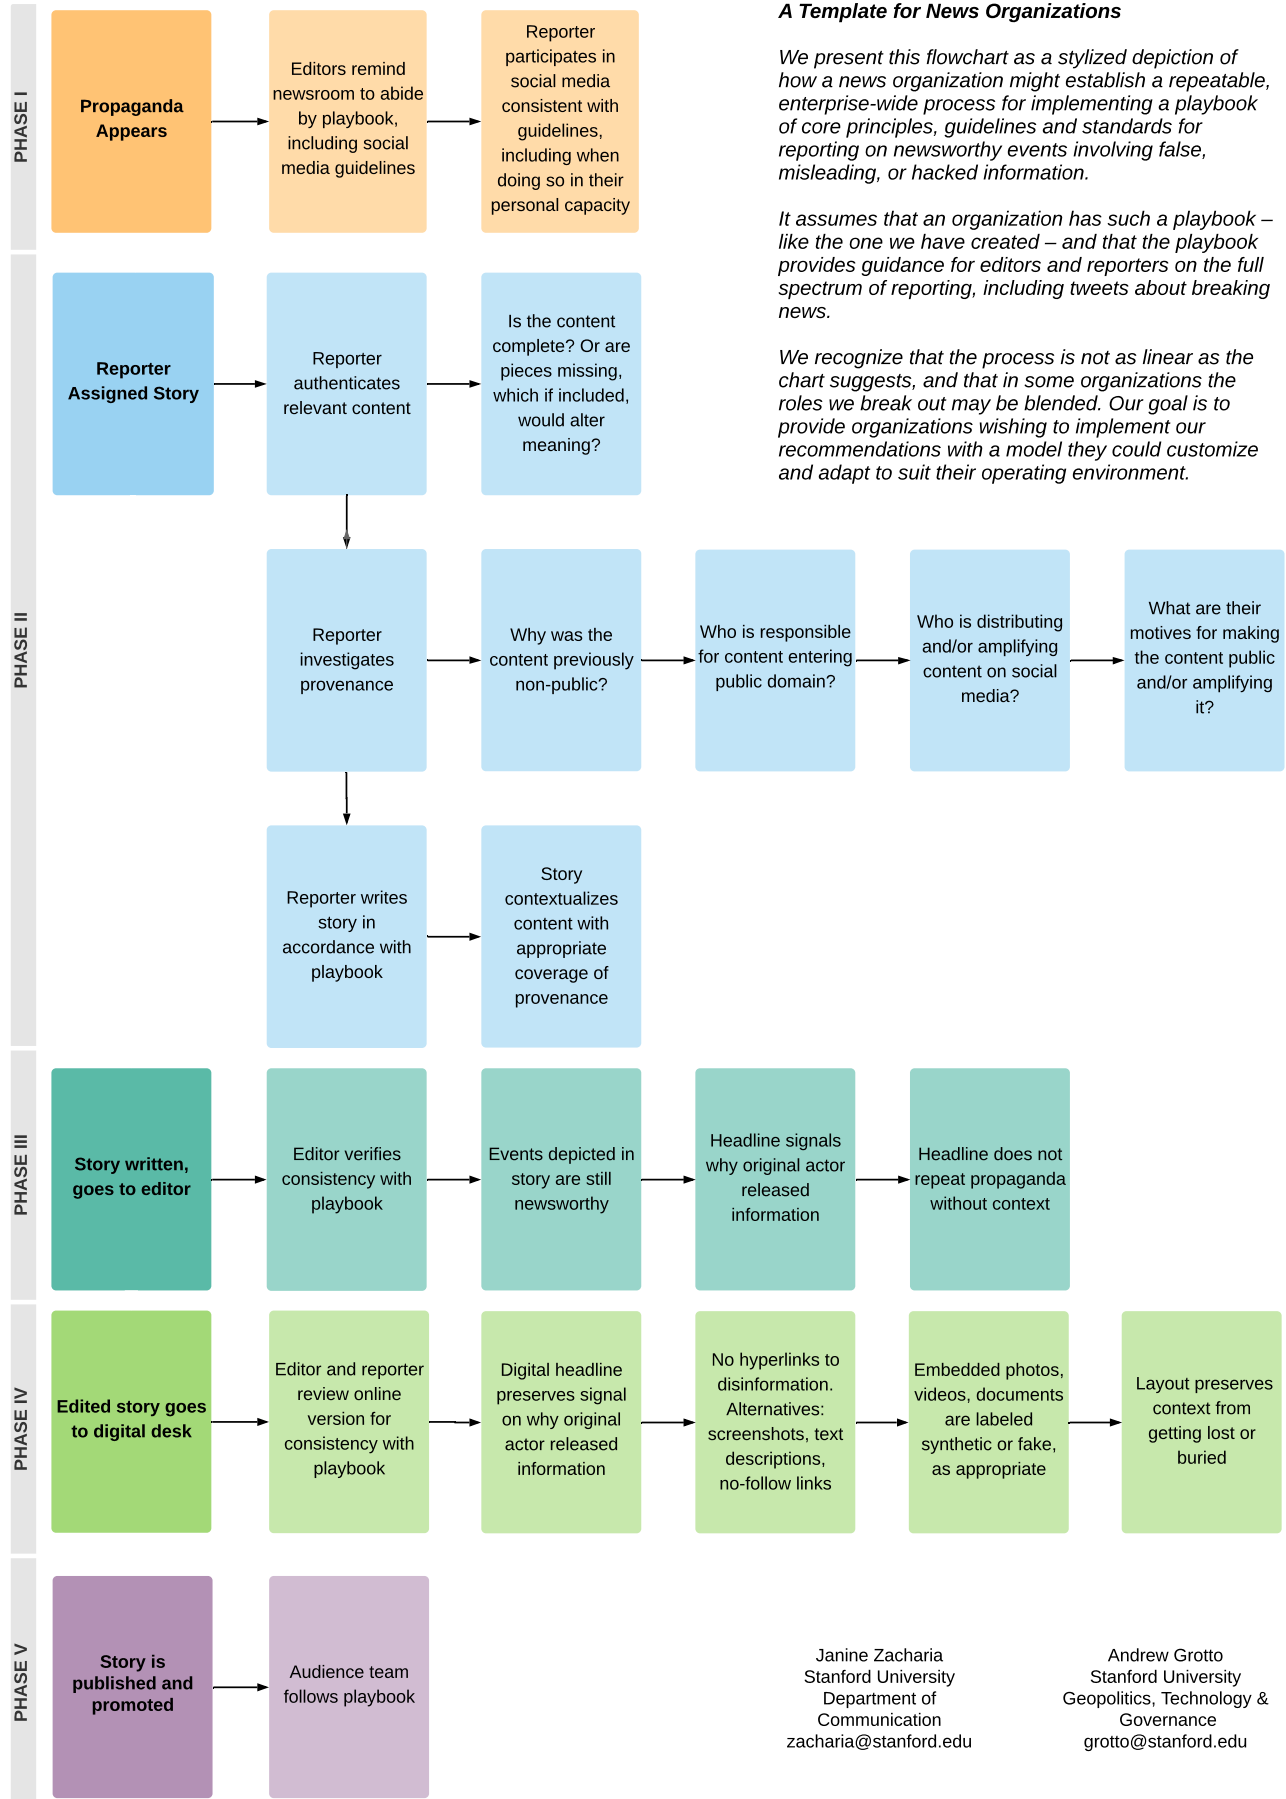 A Template for News Organizations
We present this flowchart as a stylized depiction of
how a news organization might establish a repeatable,
enterprise-wide process for implementing a playbook
of core principles, guidelines and standards for
reporting on newsworthy events involving false,
misleading, or hacked information.
It assumes that an organization has such a playbook –
like the one we have created – and that the playbook
provides guidance for editors and reporters on the full
spectrum of reporting, including tweets about breaking
news.
We recognize that the process is not as linear as the
chart suggests, and that in some organizations the
roles we break out may be blended. Our goal is to
provide organizations wishing to implement our
recommendations with a model they could customize
and adapt to suit their operating environment.
PHASE I
Propaganda
Appears
Editors remind
newsroom to abide
by playbook,
including social
media guidelines
Reporter
participates in
social media
consistent with
guidelines,
including when
doing so in their
personal capacity
PHASE II
Reporter
Assigned Story
Reporter
authenticates
relevant content
Is the content
complete? Or are
pieces missing,
which if included,
would alter
meaning?
Reporter
investigates
provenance
Why was the
content previously
non-public?
Who is responsible
for content entering
public domain?
Who is distributing
and/or amplifying
content on social
media?
What are their
motives for making
the content public
and/or amplifying
it?
Reporter writes
story in
accordance with
playbook
Story
contextualizes
content with
appropriate
coverage of
provenance
PHASE III
Story written,
goes to editor
Editor verifies
consistency with
playbook
Events depicted in
story are still
newsworthy
Headline signals
why original actor
released
information
Headline does not
repeat propaganda
without context
PHASE IV
Edited story goes
to digital desk
Editor and reporter
review online
version for
consistency with
playbook
Digital headline
preserves signal
on why original
actor released
information
No hyperlinks to
disinformation.
Alternatives:
screenshots, text
descriptions,
no-follow links
Embedded photos,
videos, documents
are labeled
synthetic or fake,
as appropriate
Layout preserves
context from
getting lost or
buried
PHASE V
Story is
published and
promoted
Audience team
follows playbook
Janine Zacharia
Stanford University
Department of
Communication
zacharia@stanford.edu
Andrew Grotto
Stanford University
Geopolitics, Technology &
Governance
grotto@stanford.edu